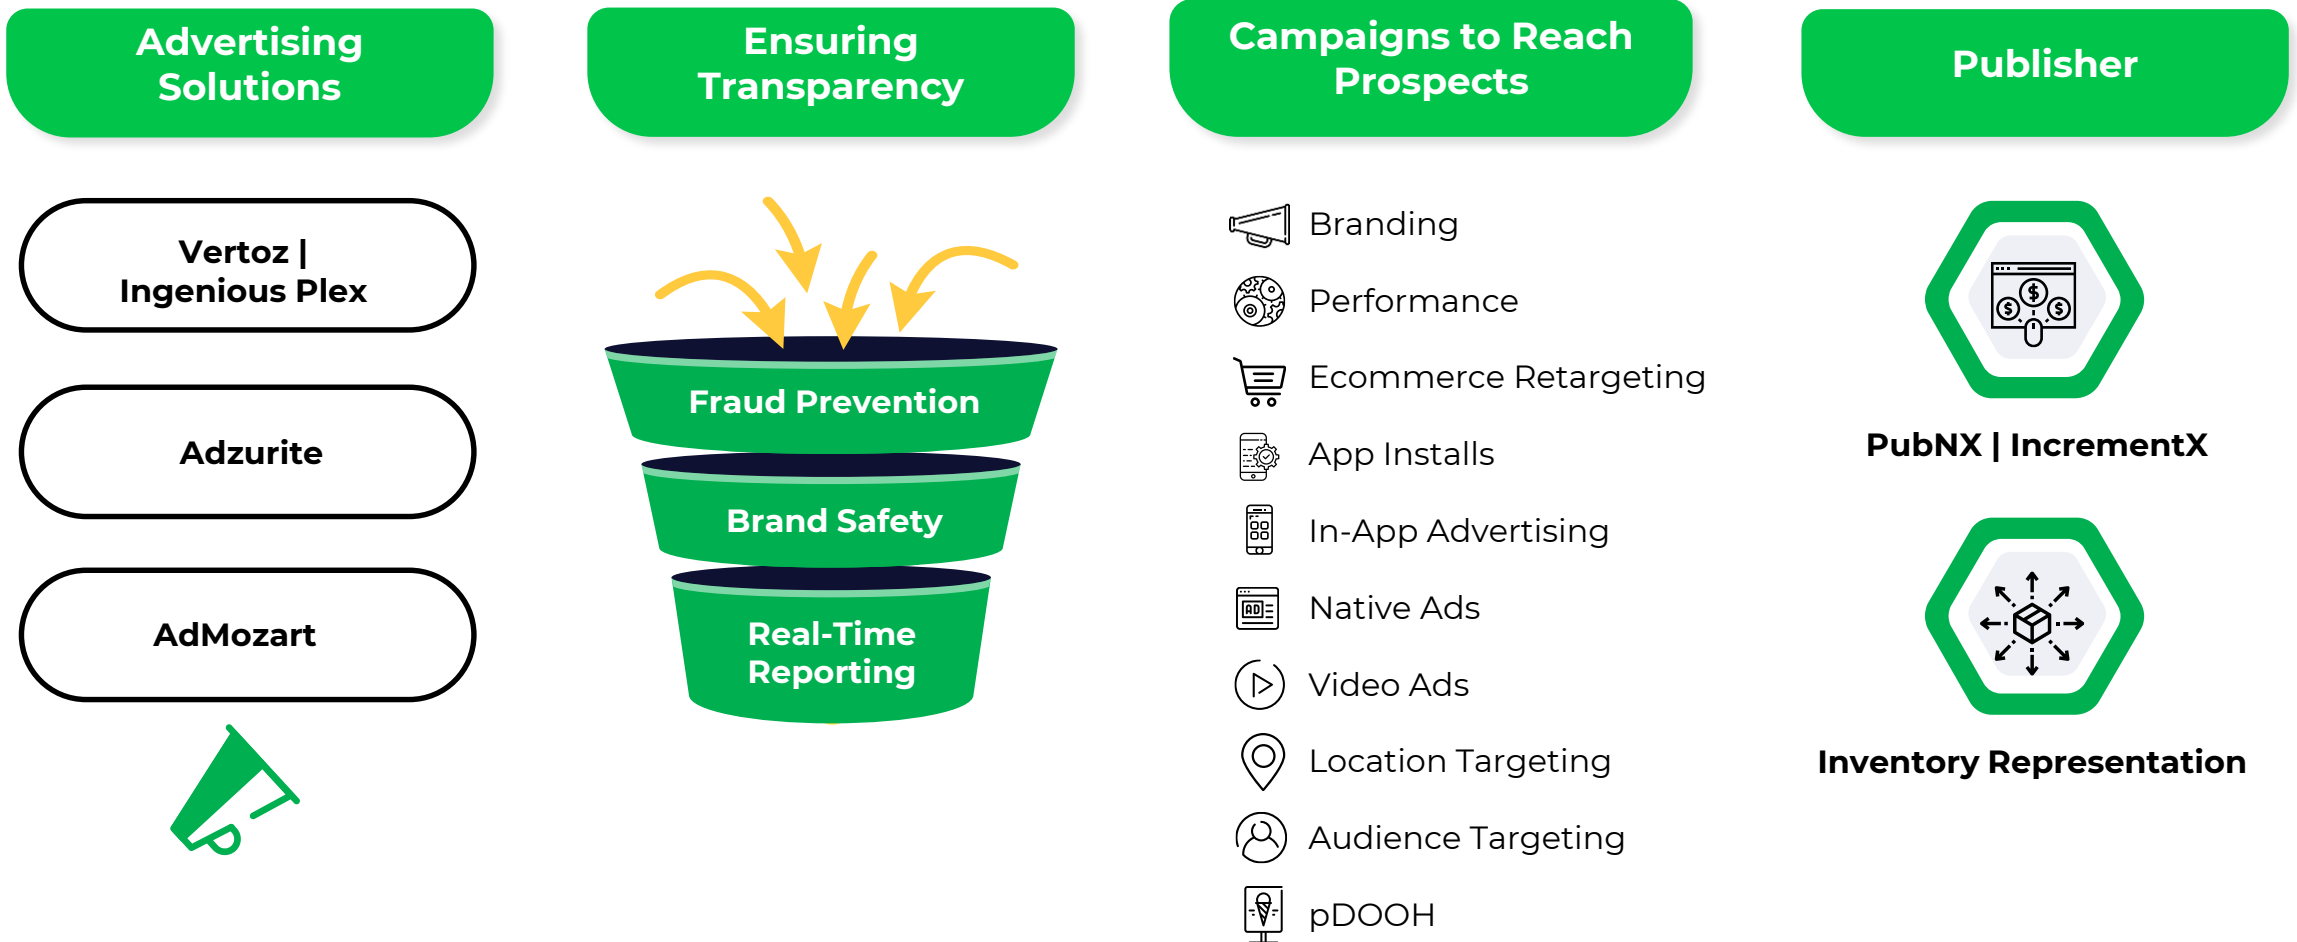 Advertising
Solutions
Vertoz |
Ingenious Plex
Adzurite
AdMozart
Ensuring
Transparency
Fraud Prevention
Brand Safety
Real-Time
Reporting
Campaigns to Reach
Prospects
Branding
Performance
Ecommerce Retargeting
App Installs
In-App Advertising
AD
Native Ads
Video Ads
Location Targeting
Audience Targeting
pDOOH
Publisher
$ $ $
PubNX | IncrementX
Inventory Representation